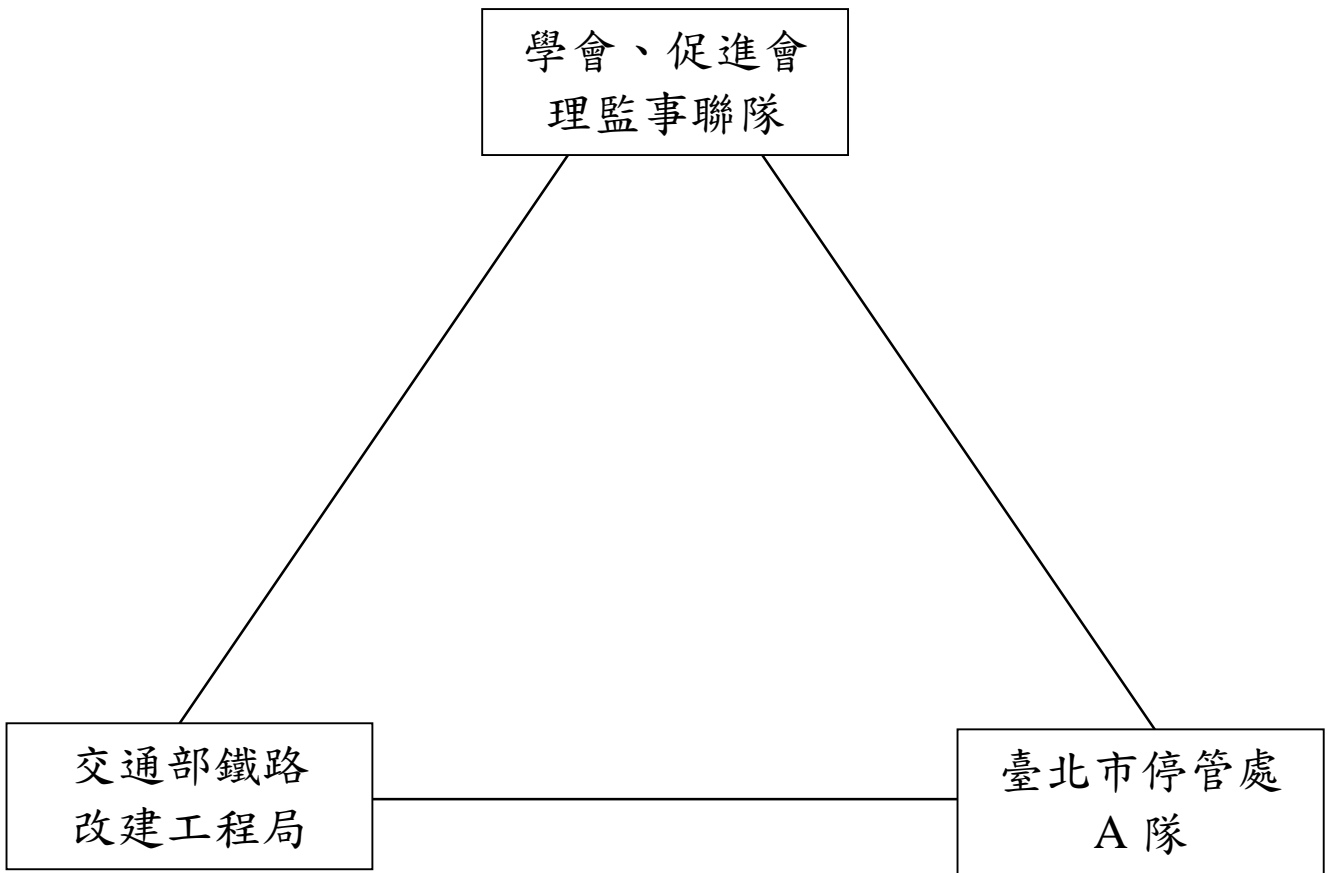 學會、促進會
理監事聯隊
交通部鐵路
改建工程局
臺北市停管處
A 隊